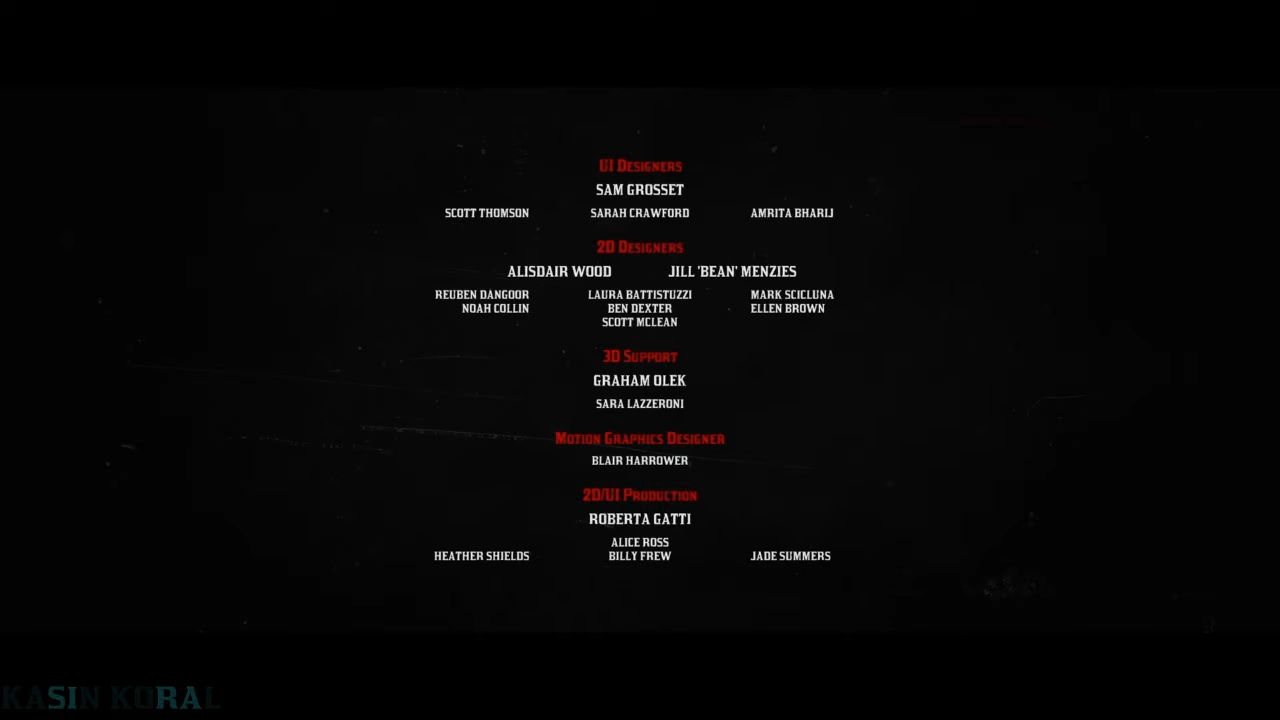 UI Designers
SAM GROSSET
SCOTT THOMSON SARAH CRAWFORD AMRITA BHARIJ
2D Designers
ALISDAIR WOOD JILL 'BEAN' MENZIES
REUBEN DANGOOR LAURA BATTISTUZZI MARK SCICLUNA
NOAH COLLIN BEN DEXTER ELLEN BROWN
SCOTT MCLEAN
3D Support
GRAHAM OLEK
SARA LAZZERONI
Motion Graphics Designer
BLAIR HARROWER
2D/UI Production
ROBERTA GATTI
ALICE ROSS
HEATHER SHIELDS BILLY FREW JADE SUMMERS
KASIN KORAL